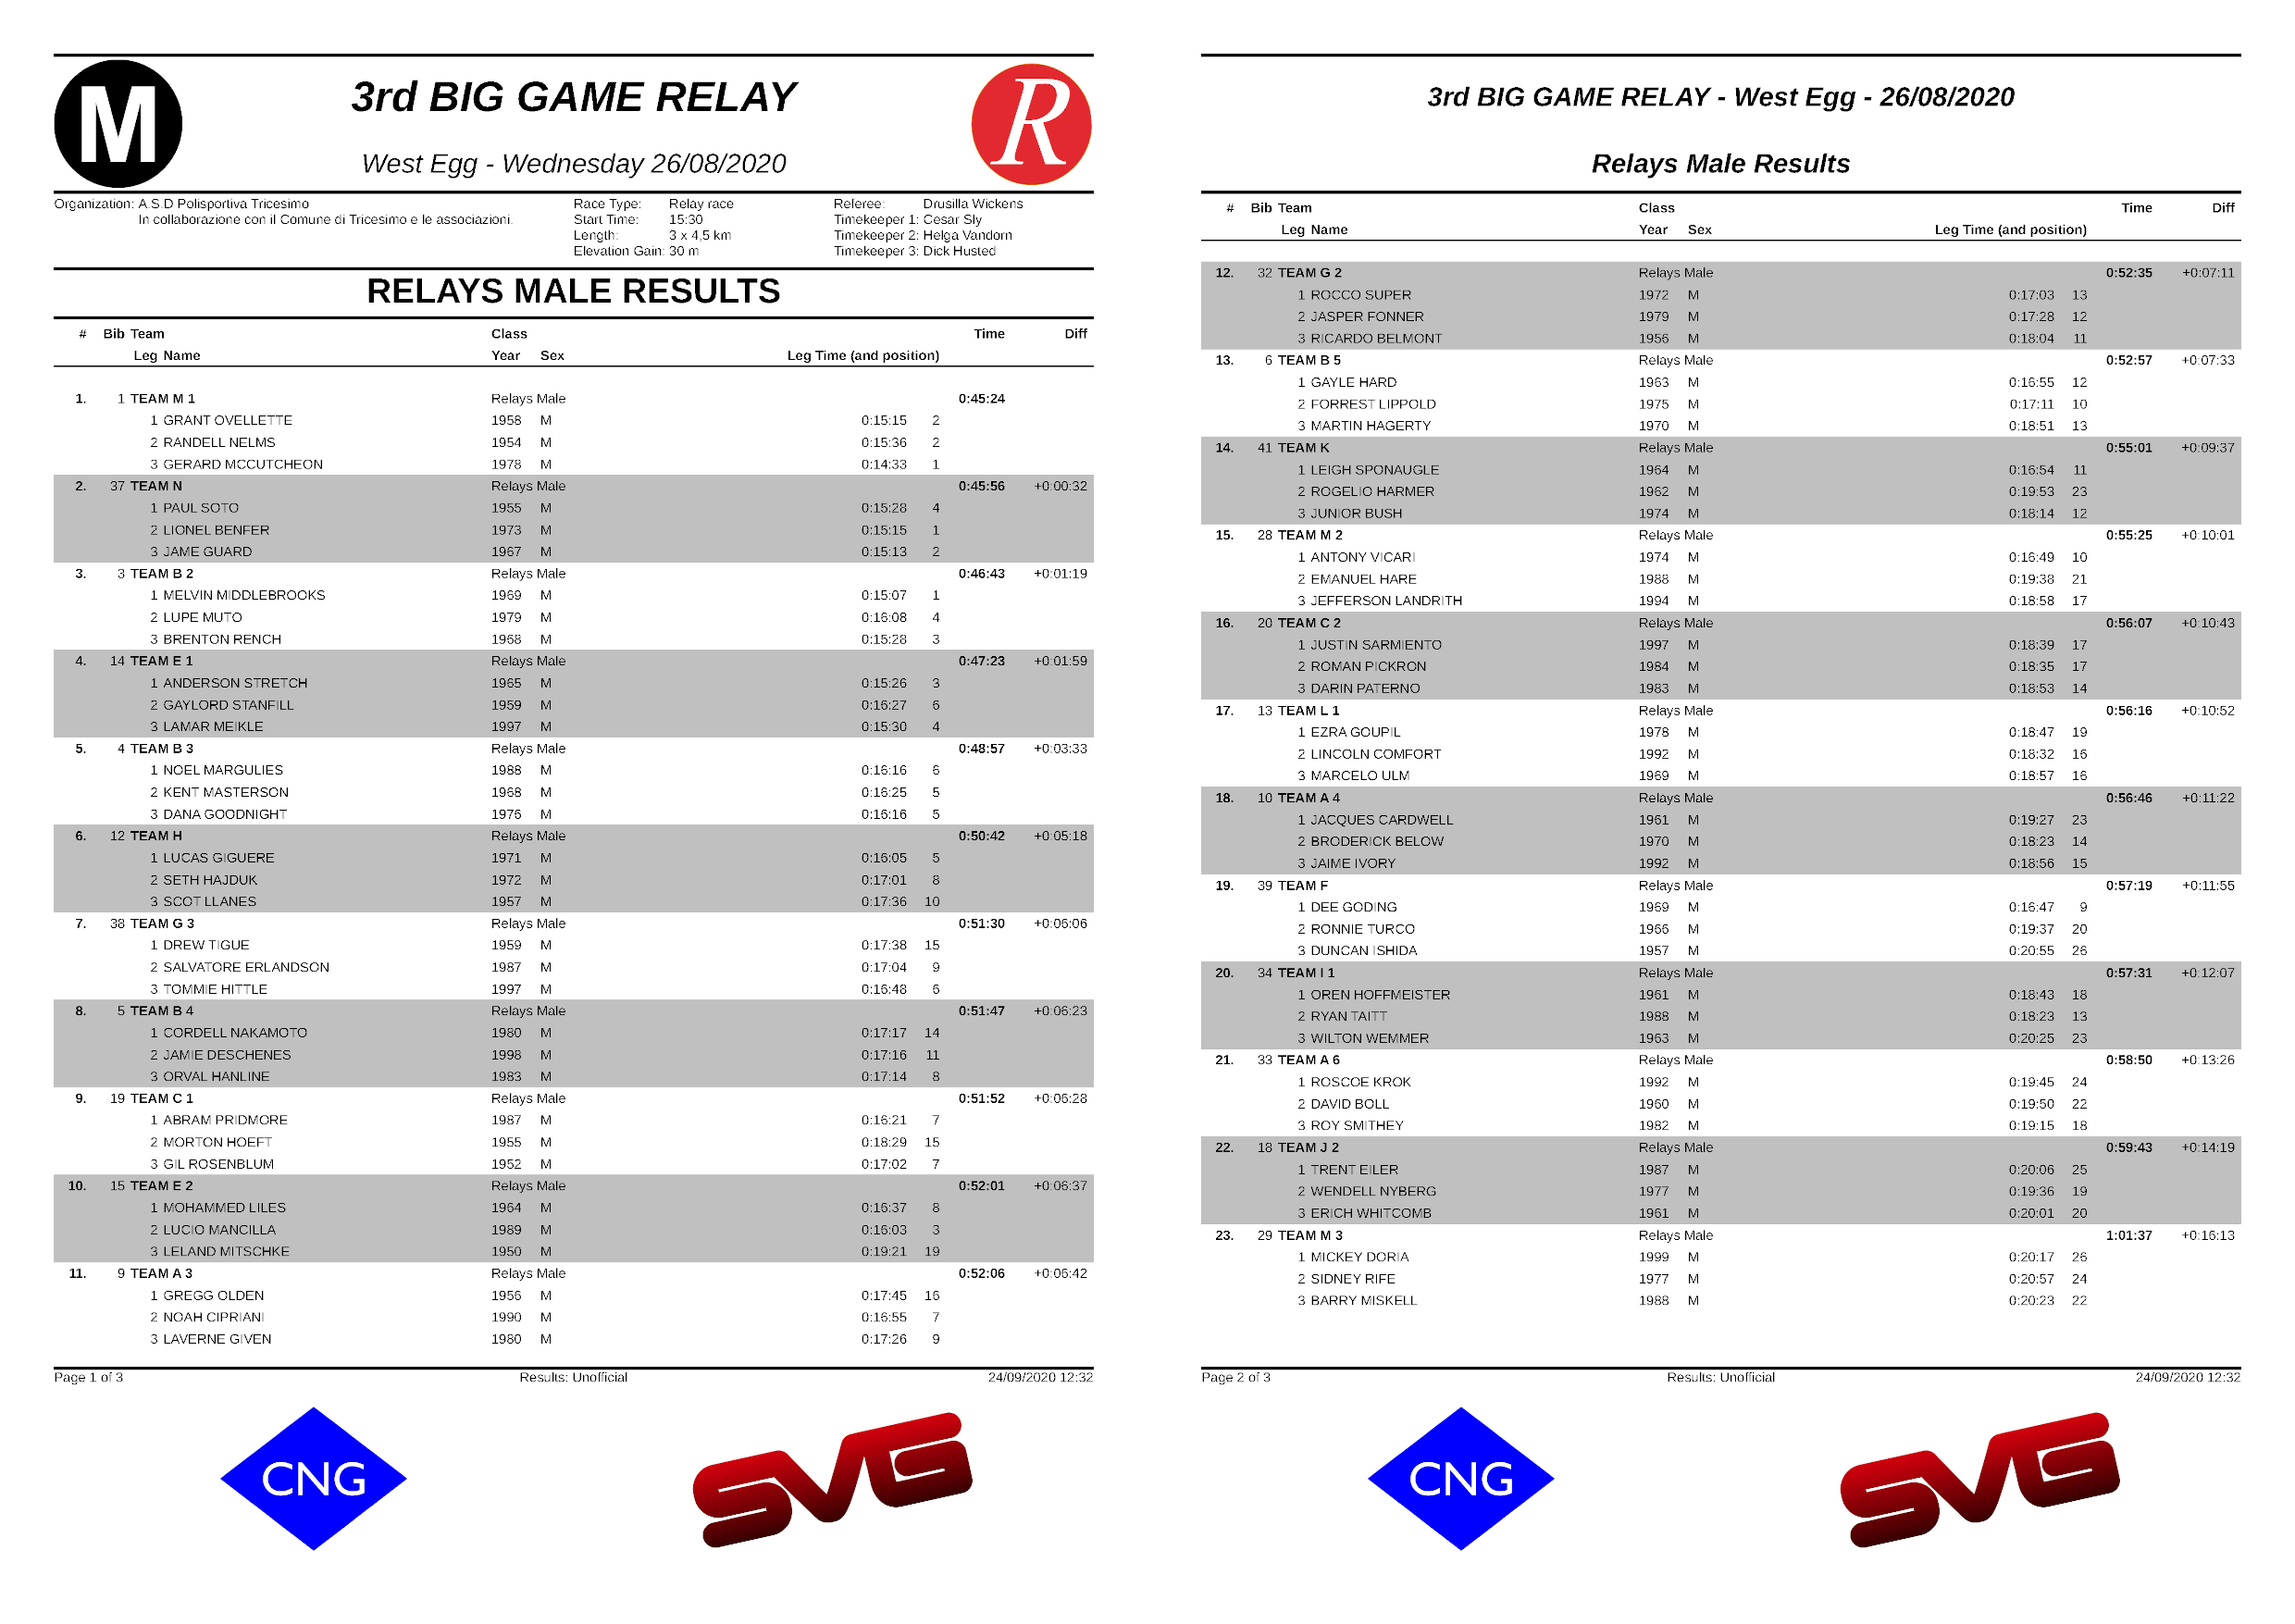 M
3rd BIG GAME RELAY
R
West Egg - Wednesday 26/08/2020
Organization: A.S.D Polisportiva Tricesimo Race Type: Relay race Referee: Drusilla Wickens
In collaborazione con il Comune di Tricesimo e le associazioni. Start Time: 15:30 Timekeeper 1: Cesar Sly
Length: 3 x 4,5 km Timekeeper 2: Helga Vandorn
Elevation Gain: 30 m Timekeeper 3: Dick Husted
RELAYS MALE RESULTS
# Bib Team Class Time Diff
Leg Name Year Sex Leg Time (and position)
1. 1 TEAM M 1 Relays Male 0:45:24
1 GRANT OVELLETTE 1958 M 0:15:15 2
2 RANDELL NELMS 1954 M 0:15:36 2
3 GERARD MCCUTCHEON 1978 M 0:14:33 1
2. 37 TEAM N Relays Male 0:45:56 +0:00:32
1 PAUL SOTO 1955 M 0:15:28 4
2 LIONEL BENFER 1973 M 0:15:15 1
3 JAME GUARD 1967 M 0:15:13 2
3. 3 TEAM B 2 Relays Male 0:46:43 +0:01:19
1 MELVIN MIDDLEBROOKS 1969 M 0:15:07 1
2 LUPE MUTO 1979 M 0:16:08 4
3 BRENTON RENCH 1968 M 0:15:28 3
4. 14 TEAM E 1 Relays Male 0:47:23 +0:01:59
1 ANDERSON STRETCH 1965 M 0:15:26 3
2 GAYLORD STANFILL 1959 M 0:16:27 6
3 LAMAR MEIKLE 1997 M 0:15:30 4
5. 4 TEAM B 3 Relays Male 0:48:57 +0:03:33
1 NOEL MARGULIES 1988 M 0:16:16 6
2 KENT MASTERSON 1968 M 0:16:25 5
3 DANA GOODNIGHT 1976 M 0:16:16 5
6. 12 TEAM H Relays Male 0:50:42 +0:05:18
1 LUCAS GIGUERE 1971 M 0:16:05 5
2 SETH HAJDUK 1972 M 0:17:01 8
3 SCOT LLANES 1957 M 0:17:36 10
7. 38 TEAM G 3 Relays Male 0:51:30 +0:06:06
1 DREW TIGUE 1959 M 0:17:38 15
2 SALVATORE ERLANDSON 1987 M 0:17:04 9
3 TOMMIE HITTLE 1997 M 0:16:48 6
8. 5 TEAM B 4 Relays Male 0:51:47 +0:06:23
1 CORDELL NAKAMOTO 1980 M 0:17:17 14
2 JAMIE DESCHENES 1998 M 0:17:16 11
3 ORVAL HANLINE 1983 M 0:17:14 8
9. 19 TEAM C 1 Relays Male 0:51:52 +0:06:28
1 ABRAM PRIDMORE 1987 M 0:16:21 7
2 MORTON HOEFT 1955 M 0:18:29 15
3 GIL ROSENBLUM 1952 M 0:17:02 7
10. 15 TEAM E 2 Relays Male 0:52:01 +0:06:37
1 MOHAMMED LILES 1964 M 0:16:37 8
2 LUCIO MANCILLA 1989 M 0:16:03 3
3 LELAND MITSCHKE 1950 M 0:19:21 19
11. 9 TEAM A 3 Relays Male 0:52:06 +0:06:42
1 GREGG OLDEN 1956 M 0:17:45 16
2 NOAH CIPRIANI 1990 M 0:16:55 7
3 LAVERNE GIVEN 1980 M 0:17:26 9
Page 1 of 3 Results: Unofficial 24/09/2020 12:32
CNG SVG
3rd BIG GAME RELAY - West Egg - 26/08/2020
Relays Male Results
# Bib Team Class Time Diff
Leg Name Year Sex Leg Time (and position)
12. 32 TEAM G 2 Relays Male 0:52:35 +0:07:11
1 ROCCO SUPER 1972 M 0:17:03 13
2 JASPER FONNER 1979 M 0:17:28 12
3 RICARDO BELMONT 1956 M 0:18:04 11
13. 6 TEAM B 5 Relays Male 0:52:57 +0:07:33
1 GAYLE HARD 1963 M 0:16:55 12
2 FORREST LIPPOLD 1975 M 0:17:11 10
3 MARTIN HAGERTY 1970 M 0:18:51 13
14. 41 TEAM K Relays Male 0:55:01 +0:09:37
1 LEIGH SPONAUGLE 1964 M 0:16:54 11
2 ROGELIO HARMER 1962 M 0:19:53 23
3 JUNIOR BUSH 1974 M 0:18:14 12
15. 28 TEAM M 2 Relays Male 0:55:25 +0:10:01
1 ANTONY VICARI 1974 M 0:16:49 10
2 EMANUEL HARE 1988 M 0:19:38 21
3 JEFFERSON LANDRITH 1994 M 0:18:58 17
16. 20 TEAM C 2 Relays Male 0:56:07 +0:10:43
1 JUSTIN SARMIENTO 1997 M 0:18:39 17
2 ROMAN PICKRON 1984 M 0:18:35 17
3 DARIN PATERNO 1983 M 0:18:53 14
17. 13 TEAM L 1 Relays Male 0:56:16 +0:10:52
1 EZRA GOUPIL 1978 M 0:18:47 19
2 LINCOLN COMFORT 1992 M 0:18:32 16
3 MARCELO ULM 1969 M 0:18:57 16
18. 10 TEAM A 4 Relays Male 0:56:46 +0:11:22
1 JACQUES CARDWELL 1961 M 0:19:27 23
2 BRODERICK BELOW 1970 M 0:18:23 14
3 JAIME IVORY 1992 M 0:18:56 15
19. 39 TEAM F Relays Male 0:57:19 +0:11:55
1 DEE GODING 1969 M 0:16:47 9
2 RONNIE TURCO 1966 M 0:19:37 20
3 DUNCAN ISHIDA 1957 M 0:20:55 26
20. 34 TEAM I 1 Relays Male 0:57:31 +0:12:07
1 OREN HOFFMEISTER 1961 M 0:18:43 18
2 RYAN TAITT 1988 M 0:18:23 13
3 WILTON WEMMER 1963 M 0:20:25 23
21. 33 TEAM A 6 Relays Male 0:58:50 +0:13:26
1 ROSCOE KROK 1992 M 0:19:45 24
2 DAVID BOLL 1960 M 0:19:50 22
3 ROY SMITHEY 1982 M 0:19:15 18
22. 18 TEAM J 2 Relays Male 0:59:43 +0:14:19
1 TRENT EILER 1987 M 0:20:06 25
2 WENDELL NYBERG 1977 M 0:19:36 19
3 ERICH WHITCOMB 1961 M 0:20:01 20
23. 29 TEAM M 3 Relays Male 1:01:37 +0:16:13
1 MICKEY DORIA 1999 M 0:20:17 26
2 SIDNEY RIFE 1977 M 0:20:57 24
3 BARRY MISKELL 1988 M 0:20:23 22
Page 2 of 3 Results: Unofficial 24/09/2020 12:32
CNG SVG